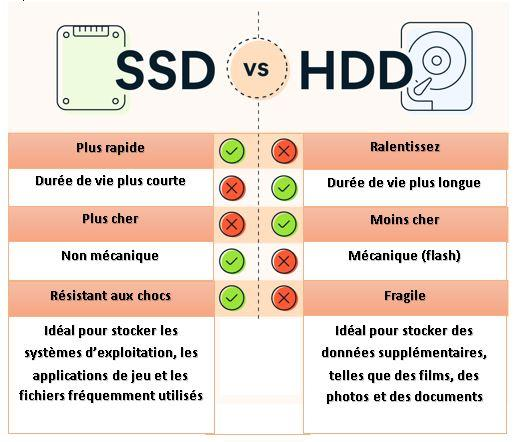 SSD vs HDD
Plus rapide
Ralentissez
Durée de vie plus courte
Durée de vie plus longue
Plus cher
Moins cher
Non mécanique
Mécanique (flash)
Résistant aux chocs
Fragile
Idéal pour stocker les
systèmes d’exploitation, les
applications de jeu et les
fichiers fréquemment utilisés
Idéal pour stocker des
données supplémentaires,
telles que des films, des
photos et des documents